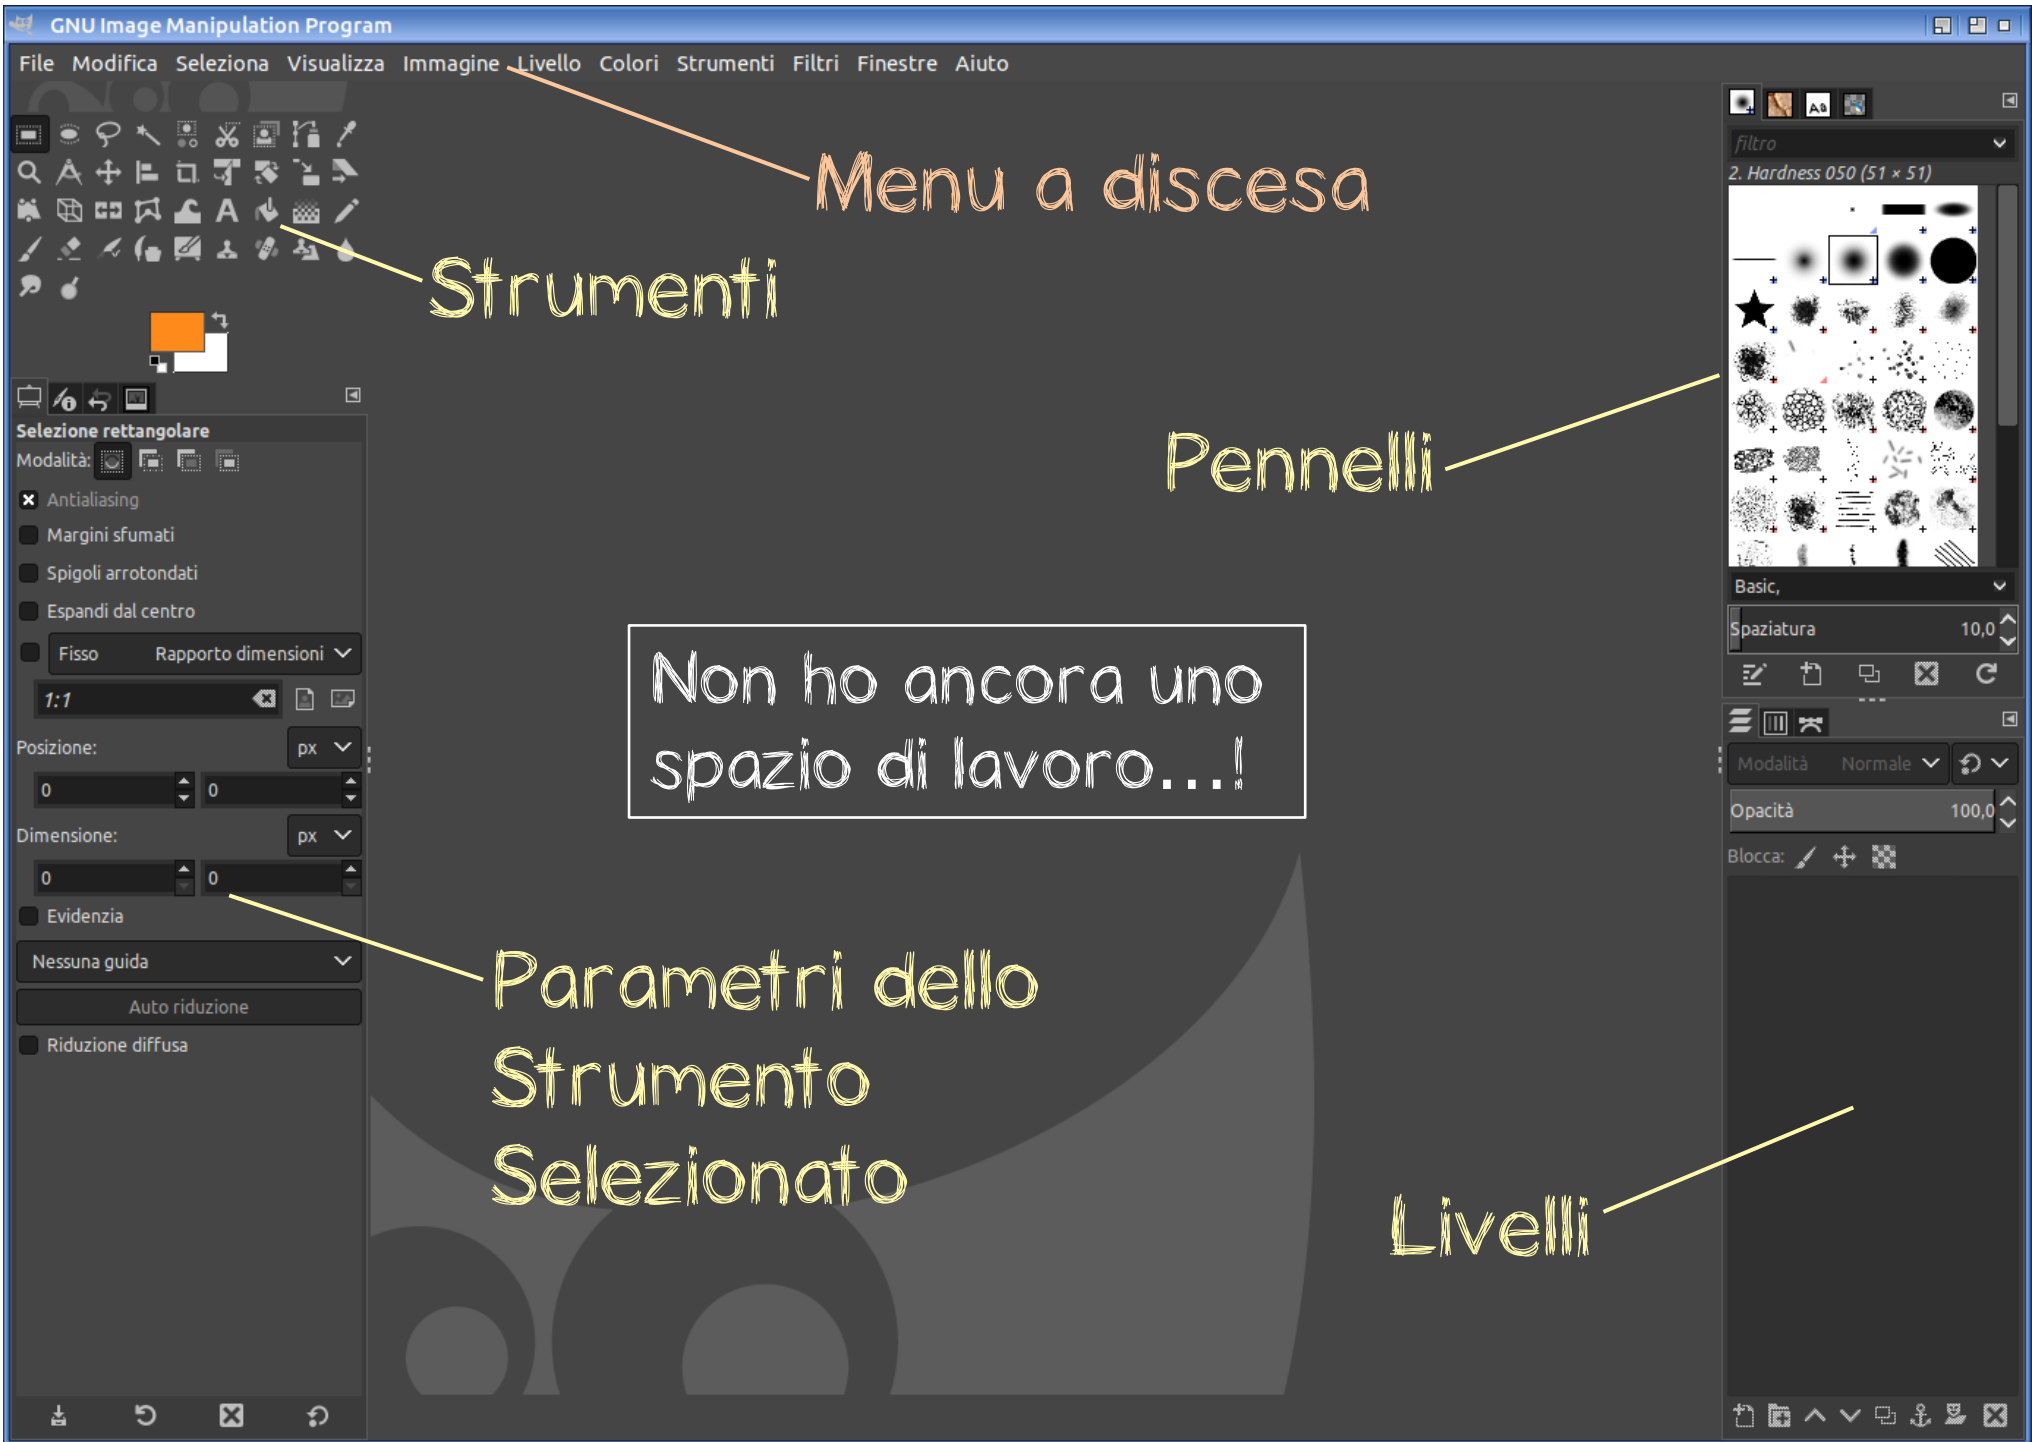 GNU Image Manipulation Program
File Modifica Seleziona Visualizza Immagine Livello Colori Strumenti Filtri Finestre Aiuto
Menu a discesa
Strumenti
Pennelli
Non ho ancora uno
spazio di lavoro...!
Parametri dello
Strumento
Selezionato
Livelli
Selezione rettangolare
Modalità:
Antialiasing
Margini sfumati
Spigoli arrotondati
Espandi dal centro
Fisso Rapporto dimensioni
1:1
Posizione: px
0 0
Dimensione: px
0 0
Evidenzia
Nessuna guida
Auto riduzione
Riduzione diffusa
Aa
filtro
2. Hardness 050 (51 × 51)
Basic,
Spaziatura 10,0
Modalità Normale
Opacità 100,0
Blocca: